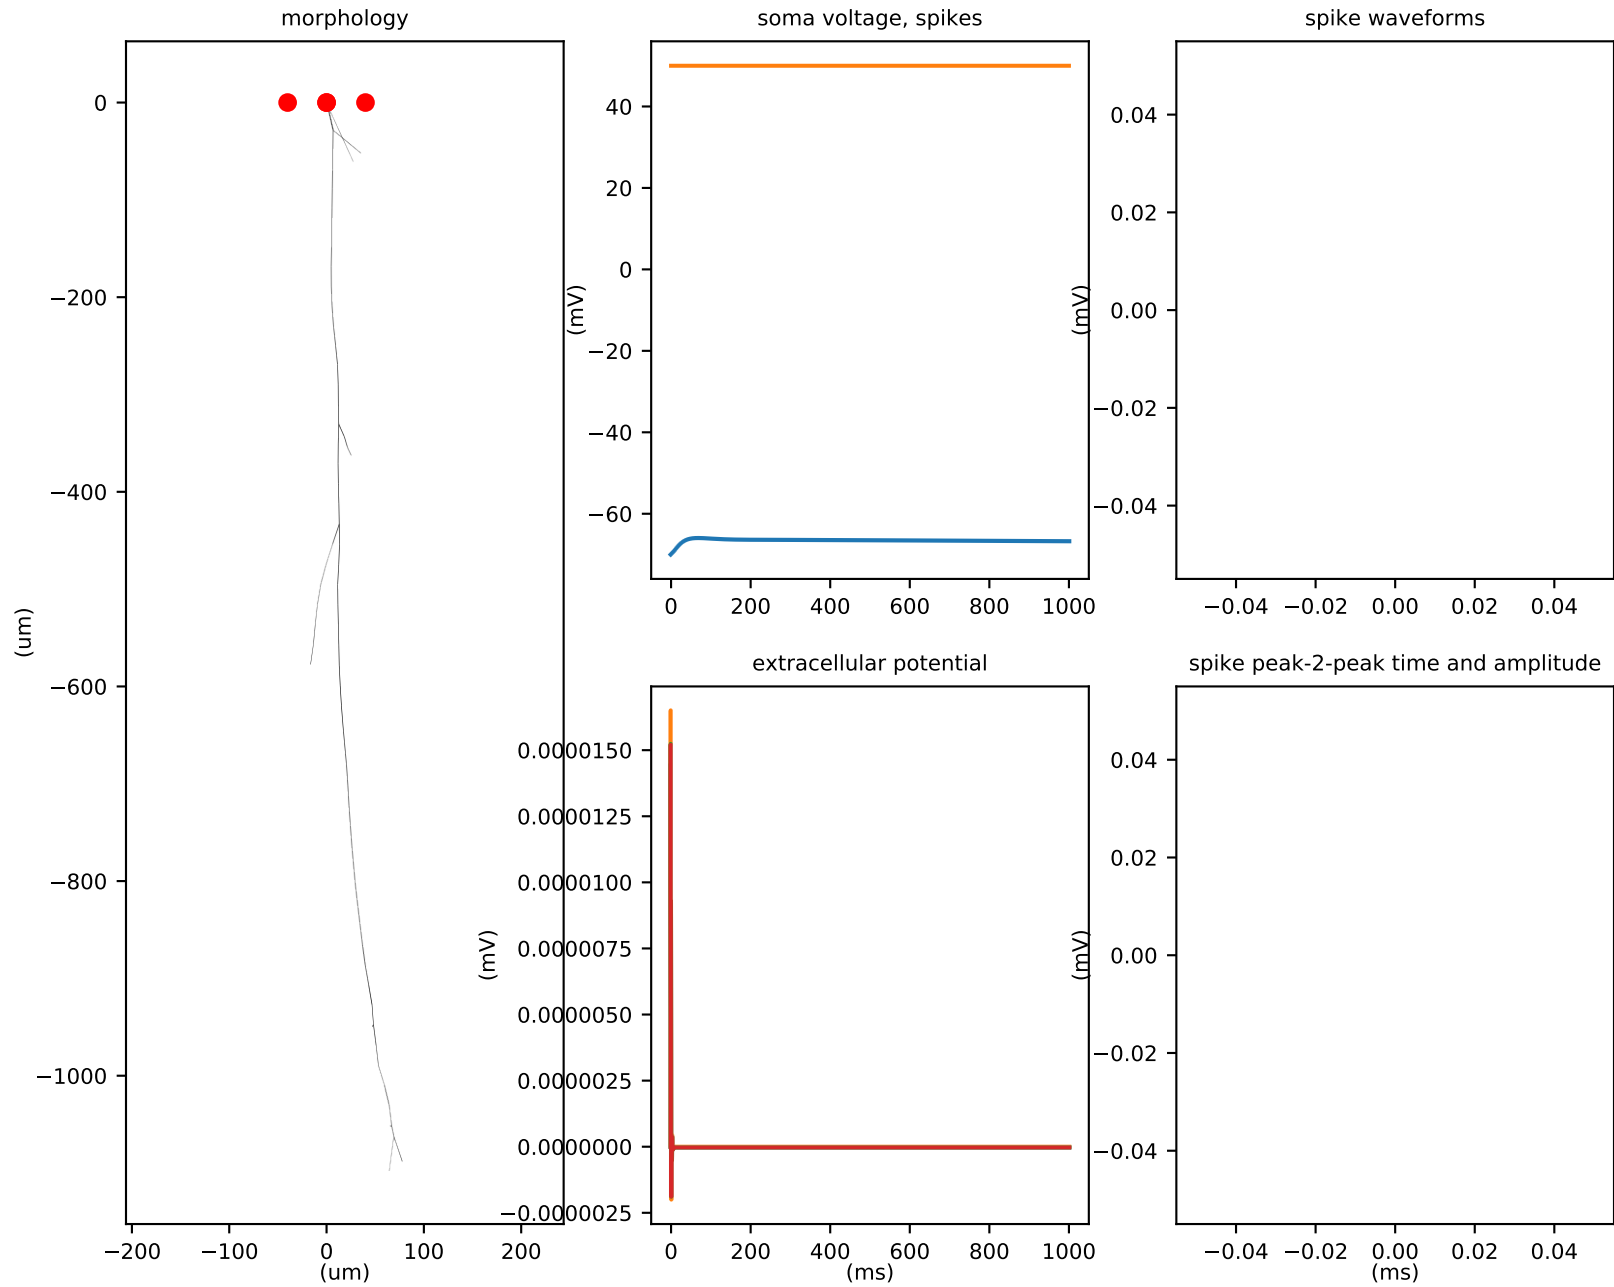 morphology
0
−200
−400
−600
−800
−1000
(um)
−200 −100 0 100 200
(um)
soma voltage, spikes
40
20
0
−20
−40
−60
(mV)
0 200 400 600 800 1000
spike waveforms
0.04
0.02
0.00
−0.02
−0.04
(mV)
−0.04 −0.02 0.00 0.02 0.04
extracellular potential
0.0000150
0.0000125
0.0000100
0.0000075
0.0000050
0.0000025
0.0000000
−0.0000025
(mV)
0 200 400 600 800 1000
(ms)
spike peak-2-peak time and amplitude
0.04
0.02
0.00
−0.02
−0.04
(mV)
−0.04 −0.02 0.00 0.02 0.04
(ms)